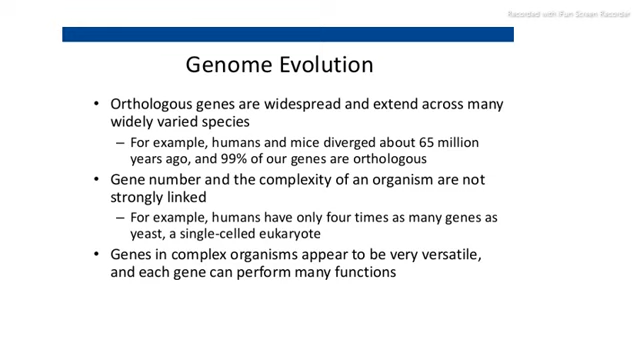 Recorded with iFun Screen Recorder
Genome Evolution
• Orthologous genes are widespread and extend across many
widely varied species
– For example, humans and mice diverged about 65 million
years ago, and 99% of our genes are orthologous
• Gene number and the complexity of an organism are not
strongly linked
– For example, humans have only four times as many genes as
yeast, a single-celled eukaryote
• Genes in complex organisms appear to be very versatile,
and each gene can perform many functions